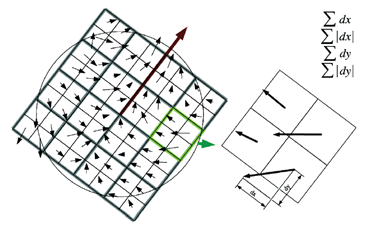 ∑ dx
∑ |dx|
∑ dy
∑ |dy|
dx
dy